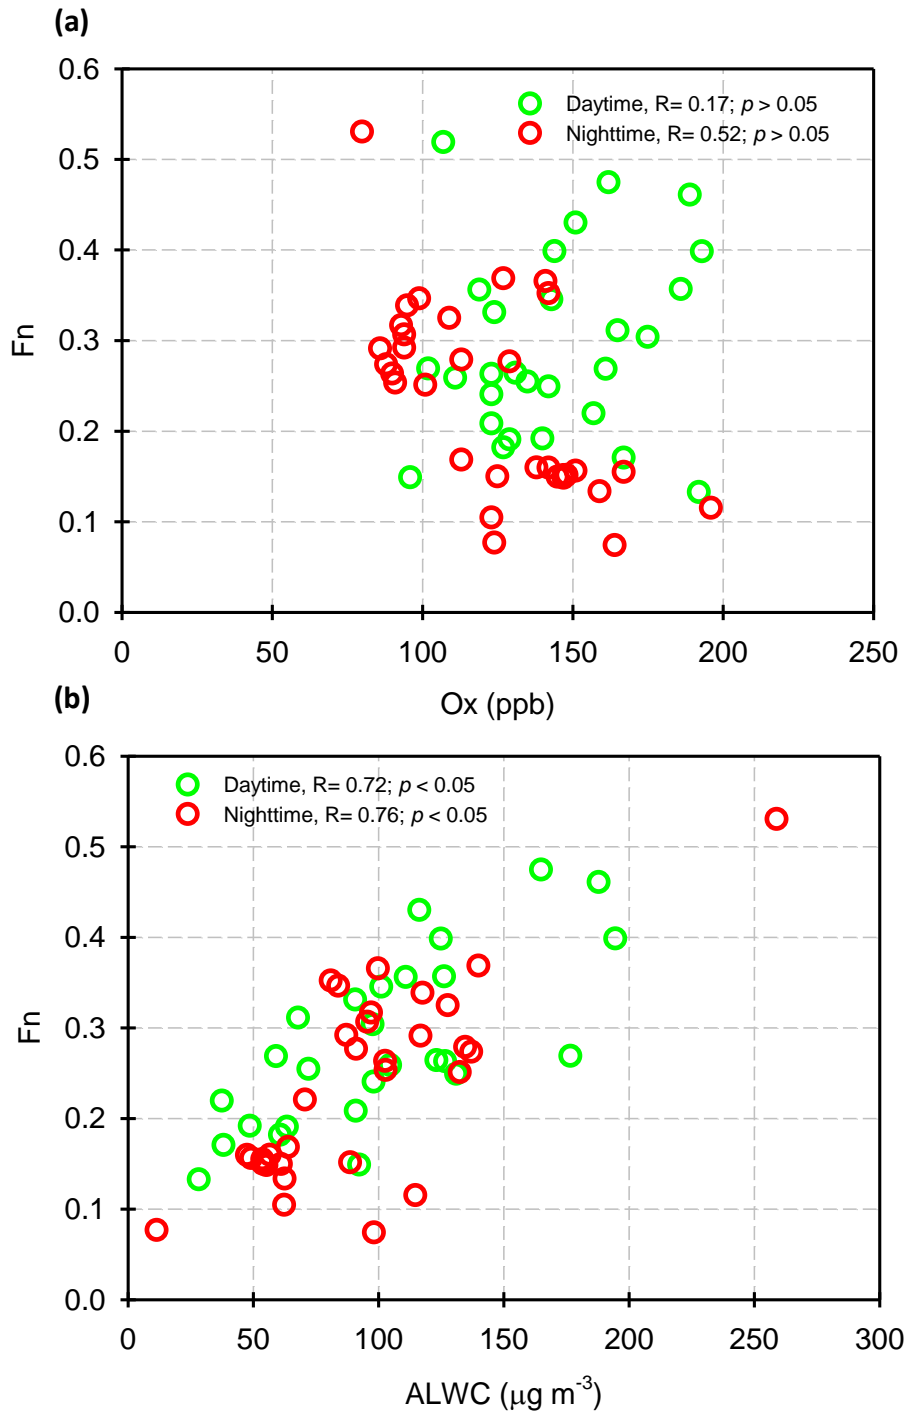 (a)
0.6
Daytime, R= 0.17; p > 0.05
Nighttime, R= 0.52; p > 0.05
0.5
0.4
0.3
0.2
0.1
0.0
Fn
0 50 100 150 200 250
Ox (ppb)
(b)
0.6
Daytime, R= 0.72; p < 0.05
Nighttime, R= 0.76; p < 0.05
0.5
0.4
0.3
0.2
0.1
0.0
Fn
0 50 100 150 200 250 300
ALWC (μg m⁻³)